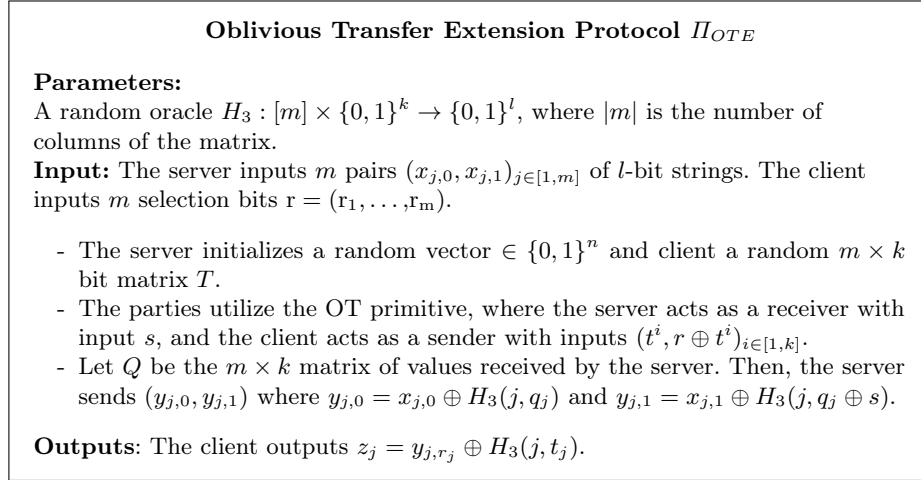 Oblivious Transfer Extension Protocol Π_{OTE}
Parameters:
A random oracle H_3 : [m] × {0, 1}^k → {0, 1}^l, where |m| is the number of
columns of the matrix.
Input: The server inputs m pairs (x_{j,0}, x_{j,1})_{j∈[1,m]} of l-bit strings. The client
inputs m selection bits r = (r_1, . . . ,r_m).
- The server initializes a random vector ∈ {0, 1}^n and client a random m × k
bit matrix T.
- The parties utilize the OT primitive, where the server acts as a receiver with
input s, and the client acts as a sender with inputs (t^i, r ⊕ t^i)_{i∈[1,k]}.
- Let Q be the m × k matrix of values received by the server. Then, the server
sends (y_{j,0}, y_{j,1}) where y_{j,0} = x_{j,0} ⊕ H_3(j, q_j) and y_{j,1} = x_{j,1} ⊕ H_3(j, q_j ⊕ s).
Outputs: The client outputs z_j = y_{j,r_j} ⊕ H_3(j, t_j).